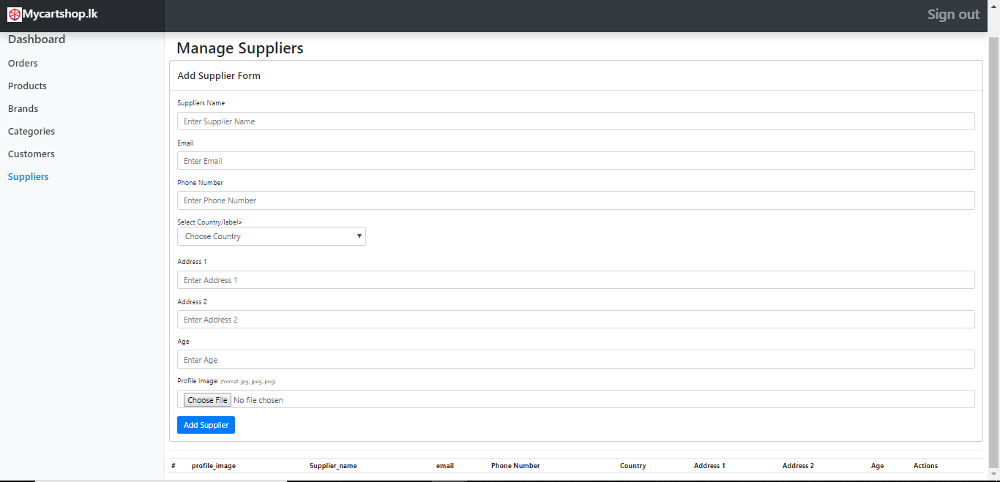 Mycartshop.lk
Sign out
Dashboard
Orders
Products
Brands
Categories
Customers
Suppliers
Manage Suppliers
Add Supplier Form
Suppliers Name
Enter Supplier Name
Email
Enter Email
Phone Number
Enter Phone Number
Select Country/label>
Choose Country
Address 1
Enter Address 1
Address 2
Enter Address 2
Age
Enter Age
Profile Image: (format: jpg, jpeg, png)
Choose File No file chosen
Add Supplier
# profile_image Supplier_name email Phone Number Country Address 1 Address 2 Age Actions